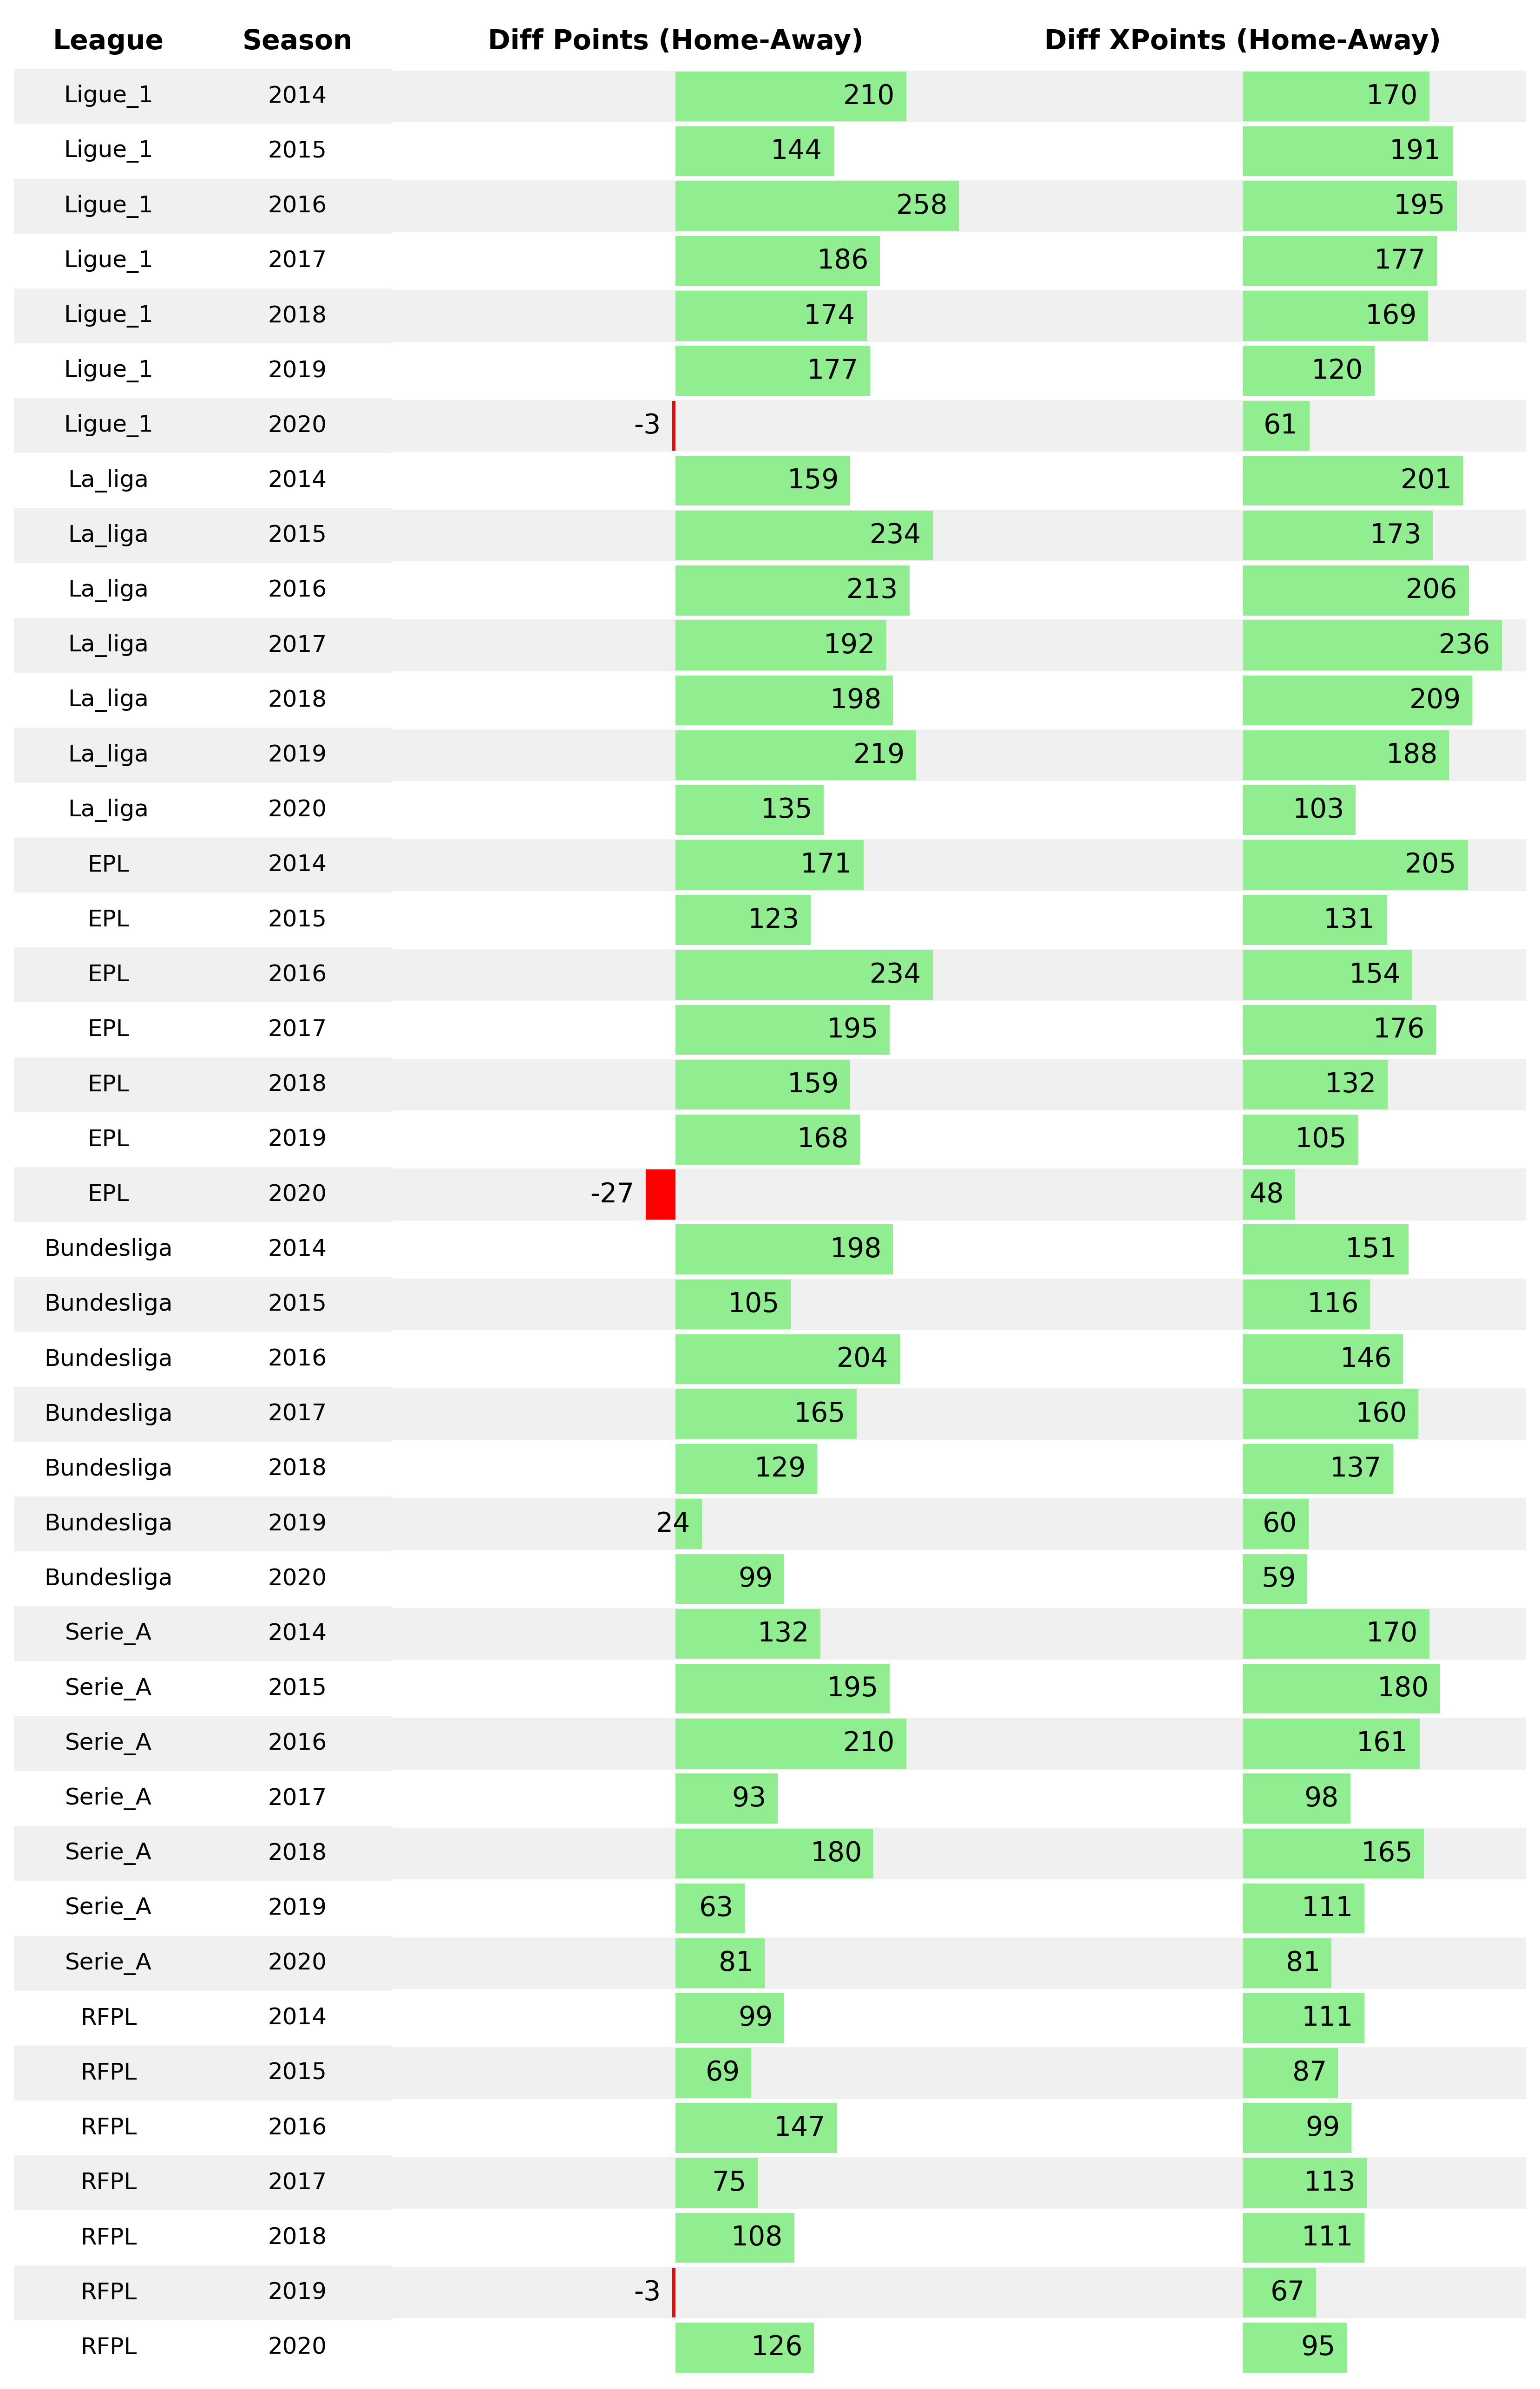 League Season Diff Points (Home-Away) Diff XPoints (Home-Away)
Ligue_1 2014 210 170
Ligue_1 2015 144 191
Ligue_1 2016 258 195
Ligue_1 2017 186 177
Ligue_1 2018 174 169
Ligue_1 2019 177 120
Ligue_1 2020 -3 61
La_liga 2014 159 201
La_liga 2015 234 173
La_liga 2016 213 206
La_liga 2017 192 236
La_liga 2018 198 209
La_liga 2019 219 188
La_liga 2020 135 103
EPL 2014 171 205
EPL 2015 123 131
EPL 2016 234 154
EPL 2017 195 176
EPL 2018 159 132
EPL 2019 168 105
EPL 2020 -27 48
Bundesliga 2014 198 151
Bundesliga 2015 105 116
Bundesliga 2016 204 146
Bundesliga 2017 165 160
Bundesliga 2018 129 137
Bundesliga 2019 24 60
Bundesliga 2020 99 59
Serie_A 2014 132 170
Serie_A 2015 195 180
Serie_A 2016 210 161
Serie_A 2017 93 98
Serie_A 2018 180 165
Serie_A 2019 63 111
Serie_A 2020 81 81
RFPL 2014 99 111
RFPL 2015 69 87
RFPL 2016 147 99
RFPL 2017 75 113
RFPL 2018 108 111
RFPL 2019 -3 67
RFPL 2020 126 95